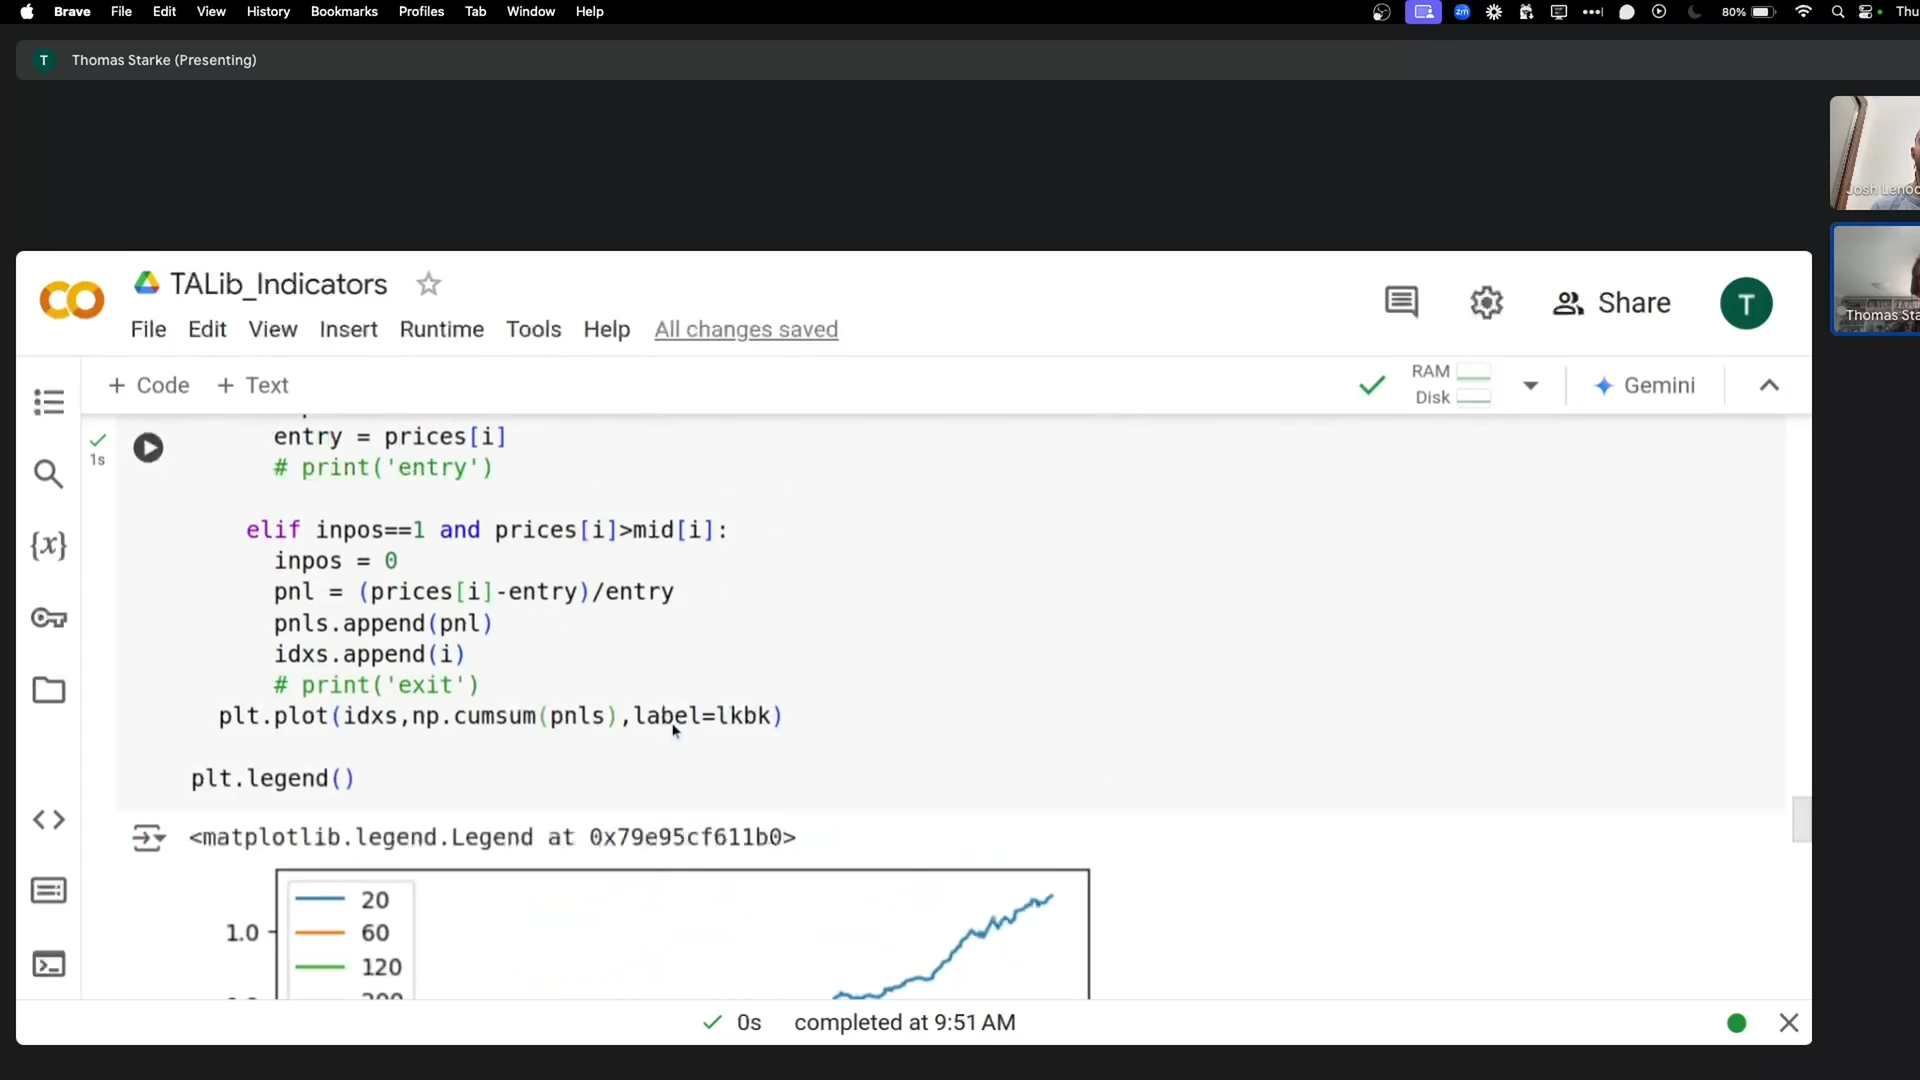 Brave File Edit View History Bookmarks Profiles Tab Window Help
zm 80% Thu
T Thomas Starke (Presenting)
TALib_Indicators
Share T
File Edit View Insert Runtime Tools Help All changes saved
+ Code + Text
RAM
Disk
Gemini
1s
entry = prices[i]
# print('entry')
elif inpos==1 and prices[i]>mid[i]:
inpos = 0
pnl = (prices[i]-entry)/entry
pnls.append(pnl)
idxs.append(i)
# print('exit')
plt.plot(idxs,np.cumsum(pnls),label=lkbk)
plt.legend()
<matplotlib.legend.Legend at 0x79e95cf611b0>
20
1.0
60
120
200
0s completed at 9:51 AM
Thomas Sta